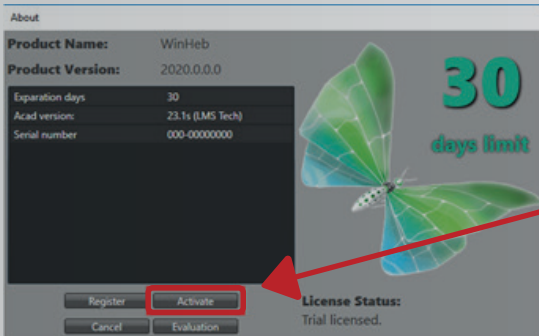 About
Product Name: WinHeb
Product Version: 2020.0.0.0
Exparation days 30
Acad version: 23.1s (LMS Tech)
Serial number 000-00000000
30
days limit
Register Activate
Cancel Evaluation
License Status:
Trial licensed.